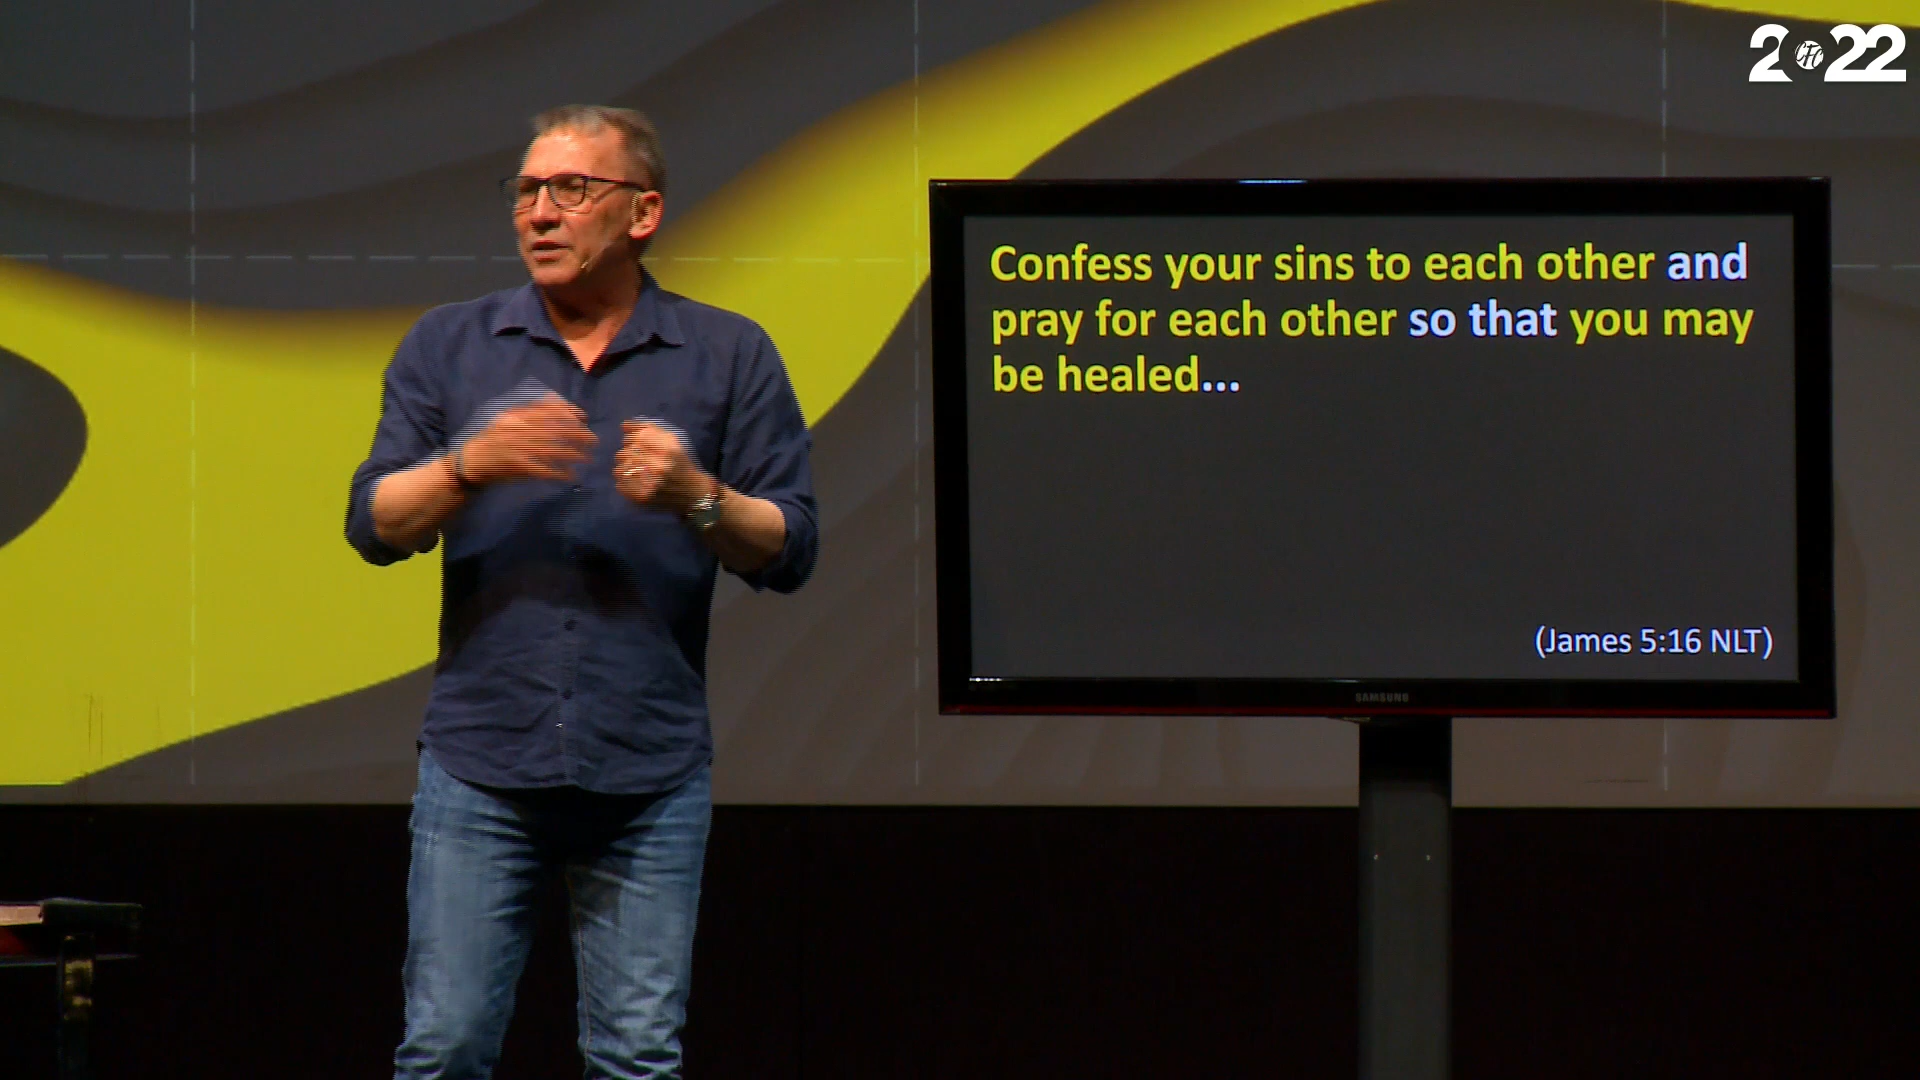 2022
Confess your sins to each other and
pray for each other so that you may
be healed...
(James 5:16 NLT)
SAMSUNG